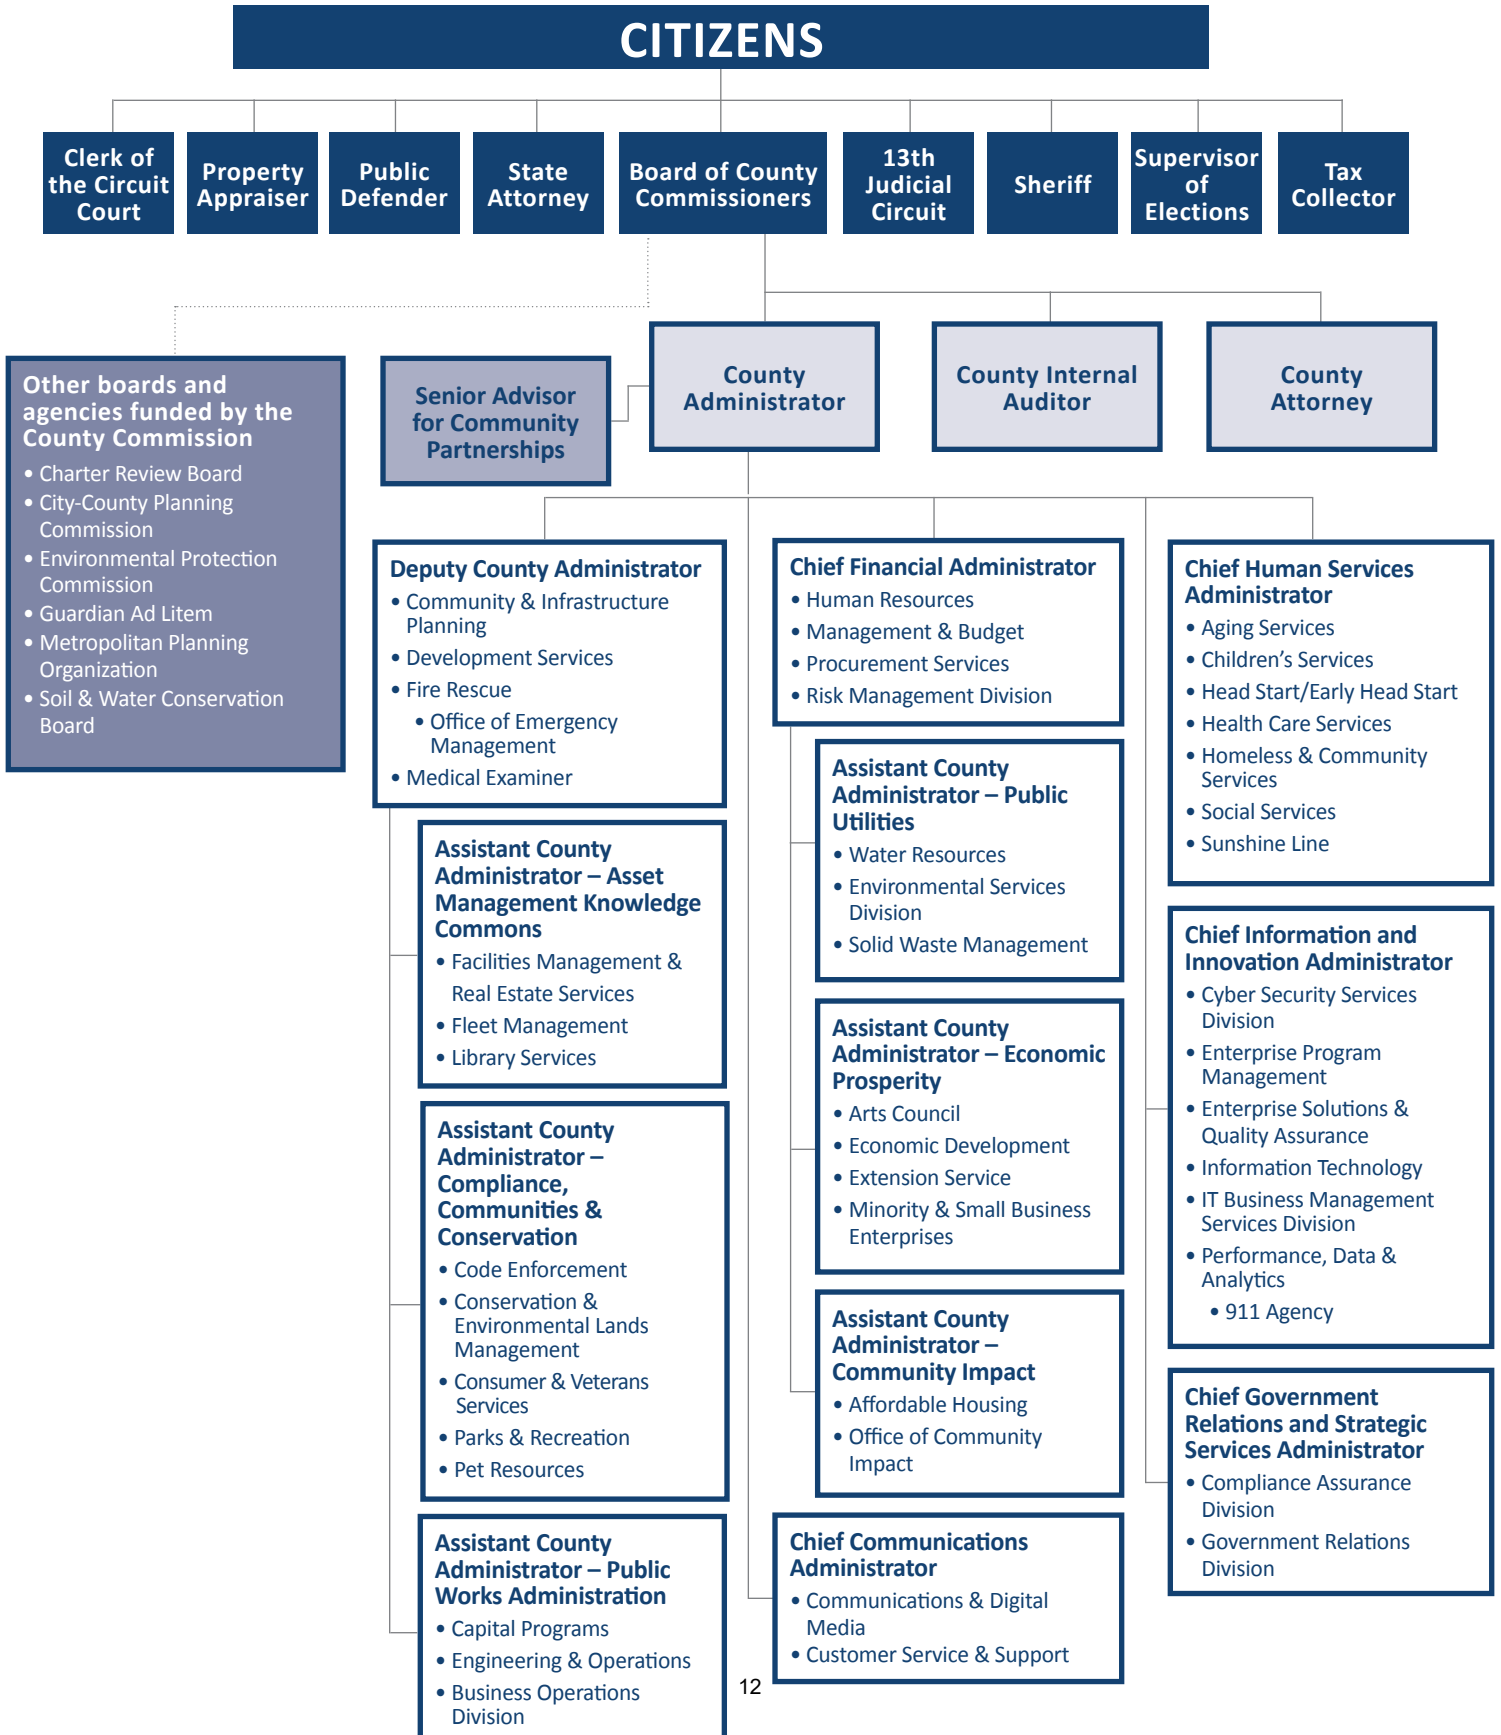 CITIZENS
Clerk of
the Circuit
Court
Property
Appraiser
Public
Defender
State
Attorney
Board of County
Commissioners
13th
Judicial
Circuit
Sheriff
Supervisor
of
Elections
Tax
Collector
Other boards and
agencies funded by the
County Commission
• Charter Review Board
• City-County Planning
Commission
• Environmental Protection
Commission
• Guardian Ad Litem
• Metropolitan Planning
Organization
• Soil & Water Conservation
Board
Senior Advisor
for Community
Partnerships
County
Administrator
County Internal
Auditor
County
Attorney
Deputy County Administrator
• Community & Infrastructure
Planning
• Development Services
• Fire Rescue
• Office of Emergency
Management
• Medical Examiner
Assistant County
Administrator – Asset
Management Knowledge
Commons
• Facilities Management &
Real Estate Services
• Fleet Management
• Library Services
Assistant County
Administrator –
Compliance,
Communities &
Conservation
• Code Enforcement
• Conservation &
Environmental Lands
Management
• Consumer & Veterans
Services
• Parks & Recreation
• Pet Resources
Assistant County
Administrator – Public
Works Administration
• Capital Programs
• Engineering & Operations
• Business Operations
Division
Chief Financial Administrator
• Human Resources
• Management & Budget
• Procurement Services
• Risk Management Division
Assistant County
Administrator – Public
Utilities
• Water Resources
• Environmental Services
Division
• Solid Waste Management
Assistant County
Administrator – Economic
Prosperity
• Arts Council
• Economic Development
• Extension Service
• Minority & Small Business
Enterprises
Assistant County
Administrator –
Community Impact
• Affordable Housing
• Office of Community
Impact
Chief Communications
Administrator
• Communications & Digital
Media
• Customer Service & Support
Chief Human Services
Administrator
• Aging Services
• Children’s Services
• Head Start/Early Head Start
• Health Care Services
• Homeless & Community
Services
• Social Services
• Sunshine Line
Chief Information and
Innovation Administrator
• Cyber Security Services
Division
• Enterprise Program
Management
• Enterprise Solutions &
Quality Assurance
• Information Technology
• IT Business Management
Services Division
• Performance, Data &
Analytics
• 911 Agency
Chief Government
Relations and Strategic
Services Administrator
• Compliance Assurance
Division
• Government Relations
Division
12